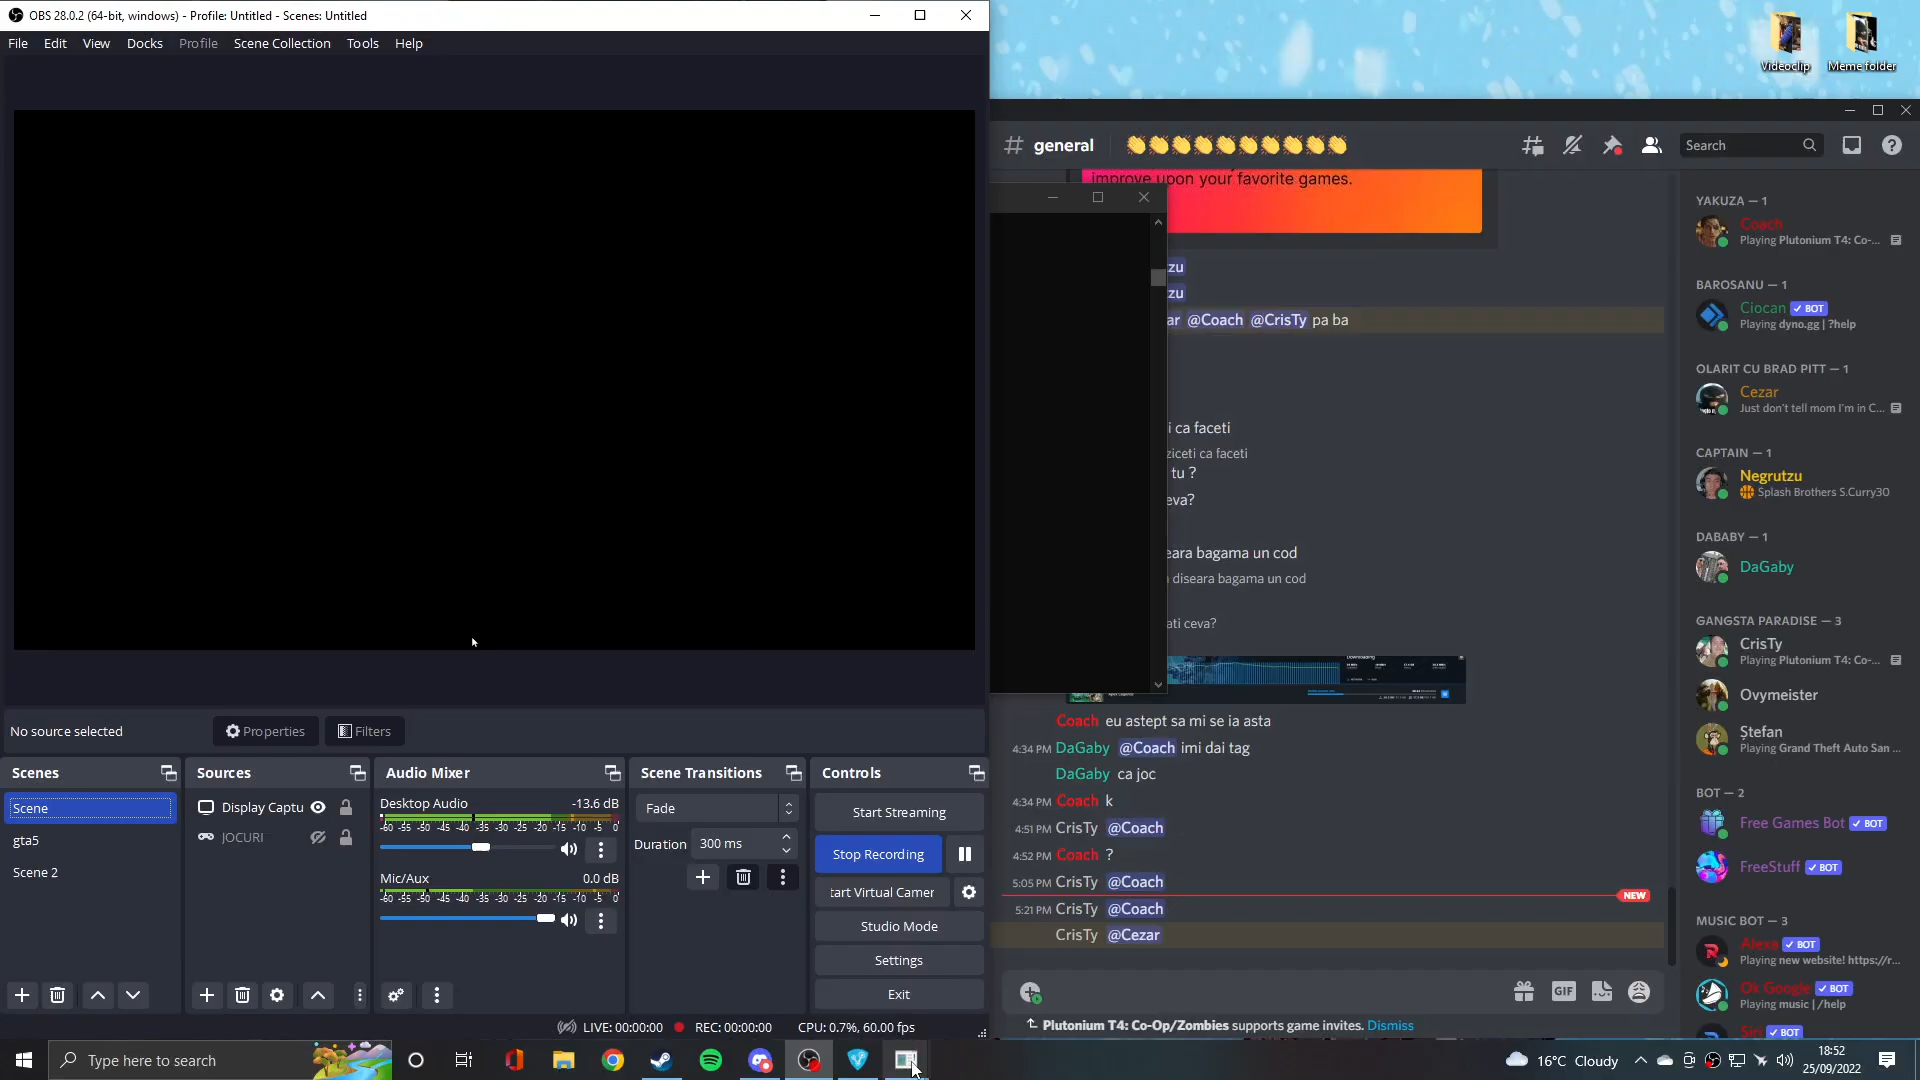 OBS 28.0.2 (64-bit, windows) - Profile: Untitled - Scenes: Untitled
File Edit View Docks Profile Scene Collection Tools Help
Videoclip Meme folder
general 👏👏👏👏👏👏👏👏👏👏
Search
improve upon your favorite games.
zu
zu
ar @Coach @CrisTy pa ba
i ca faceti
ziceti ca faceti
tu ?
eva?
eara bagama un cod
diseara bagama un cod
ati ceva?
Downloading
Coach eu astept sa mi se ia asta
4:34 PM DaGaby @Coach imi dai tag
DaGaby ca joc
4:34 PM Coach k
4:51 PM CrisTy @Coach
4:52 PM Coach ?
5:05 PM CrisTy @Coach
NEW
5:21 PM CrisTy @Coach
CrisTy @Cezar
GIF
Plutonium T4: Co-Op/Zombies supports game invites. Dismiss
YAKUZA — 1
Coach
Playing Plutonium T4: Co-...
BAROSANU — 1
Ciocan ✓ BOT
Playing dyno.gg | ?help
OLARIT CU BRAD PITT — 1
Cezar
Just don't tell mom I'm in C...
CAPTAIN — 1
Negrutzu
Splash Brothers S.Curry30
DABABY — 1
DaGaby
GANGSTA PARADISE — 3
CrisTy
Playing Plutonium T4: Co-...
Ovymeister
Ștefan
Playing Grand Theft Auto San ...
BOT — 2
Free Games Bot ✓ BOT
FreeStuff ✓ BOT
MUSIC BOT — 3
Alexa ✓ BOT
Playing new website! https://r...
Ok Google ✓ BOT
Playing music | /help
Siri ✓ BOT
No source selected
Properties
Filters
Scenes
Scene
gta5
Scene 2
Sources
Display Captu
JOCURI
Audio Mixer
Desktop Audio -13.6 dB
-60 -55 -50 -45 -40 -35 -30 -25 -20 -15 -10 -5 0
Mic/Aux 0.0 dB
-60 -55 -50 -45 -40 -35 -30 -25 -20 -15 -10 -5 0
Scene Transitions
Fade
Duration 300 ms
Controls
Start Streaming
Stop Recording
tart Virtual Camer
Studio Mode
Settings
Exit
LIVE: 00:00:00 REC: 00:00:00 CPU: 0.7%, 60.00 fps
Type here to search
16°C Cloudy
18:52
25/09/2022